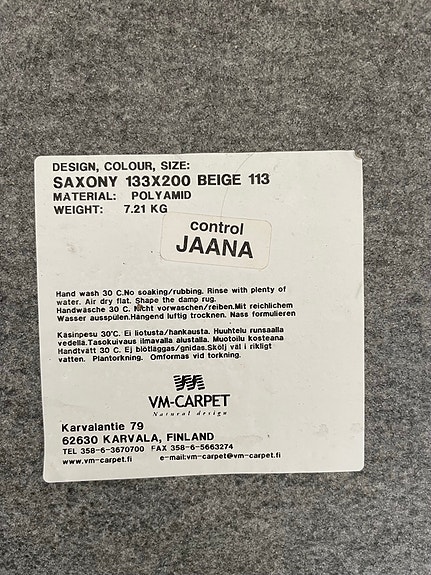 DESIGN, COLOUR, SIZE:
SAXONY 133X200 BEIGE 113
MATERIAL: POLYAMID
WEIGHT: 7.21 KG
control
JAANA
Hand wash 30 C.No soaking/rubbing. Rinse with plenty of
water. Air dry flat. Shape the damp rug.
Handwäsche 30 C. Nicht vorwaschen/reiben.Mit reichlichem
Wasser ausspülen.Hängend luftig trocknen. Nass formulieren
Käsinpesu 30°C. Ei liotusta/hankausta. Huuhtelu runsaalla
vedellä.Tasokuivaus ilmavalla alustalla. Muotoilu kosteana
Handtvätt 30 C. Ej blötläggas/gnidas.Skölj väl i rikligt
vatten. Plantorkning. Omformas vid torkning.
VM-CARPET
Natural design
Karvalantie 79
62630 KARVALA, FINLAND
TEL 358-6-3670700 FAX 358-6-5663274
www.vm-carpet.fi e-mail:vm-carpet@vm-carpet.fi